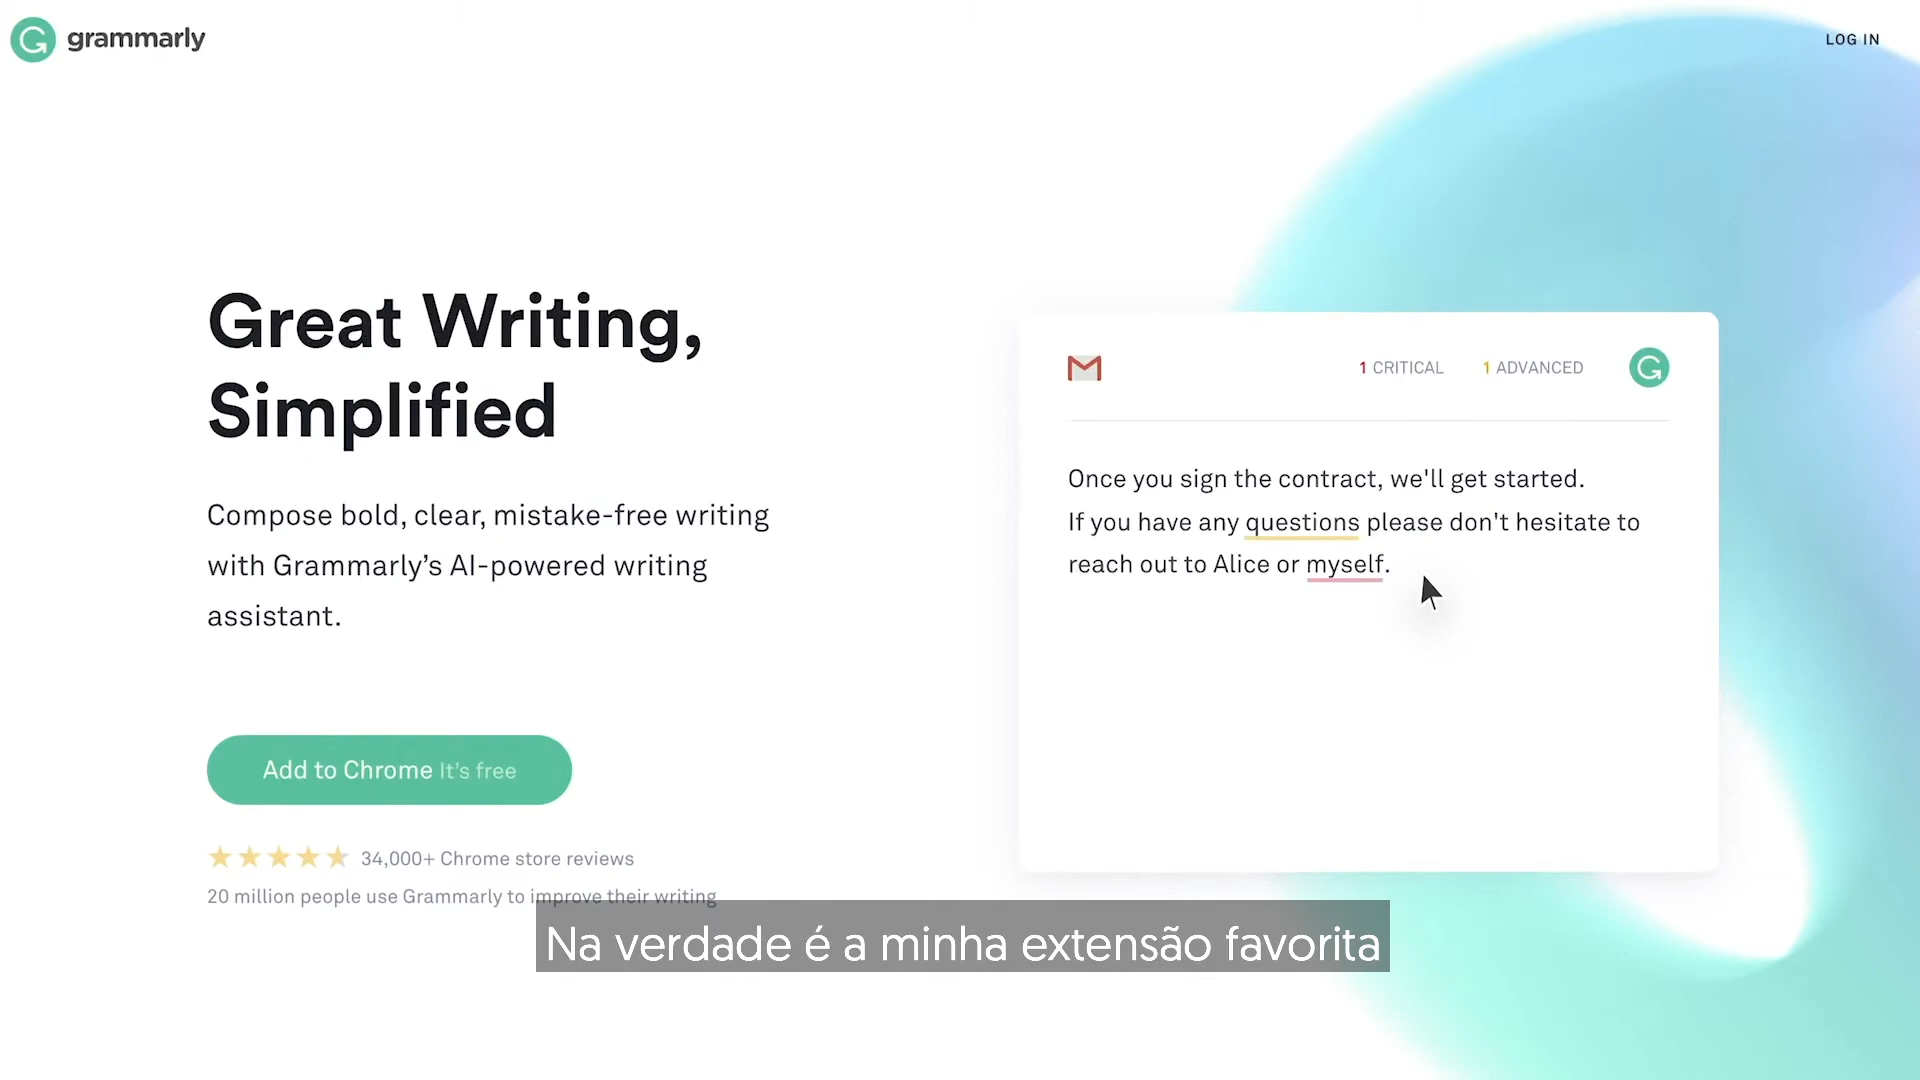 grammarly
LOG IN
Great Writing,
Simplified
Compose bold, clear, mistake-free writing
with Grammarly’s AI-powered writing
assistant.
Add to Chrome It's free
34,000+ Chrome store reviews
20 million people use Grammarly to improve their writing
1 CRITICAL 1 ADVANCED
Once you sign the contract, we'll get started.
If you have any questions please don't hesitate to
reach out to Alice or myself.
Na verdade é a minha extensão favorita